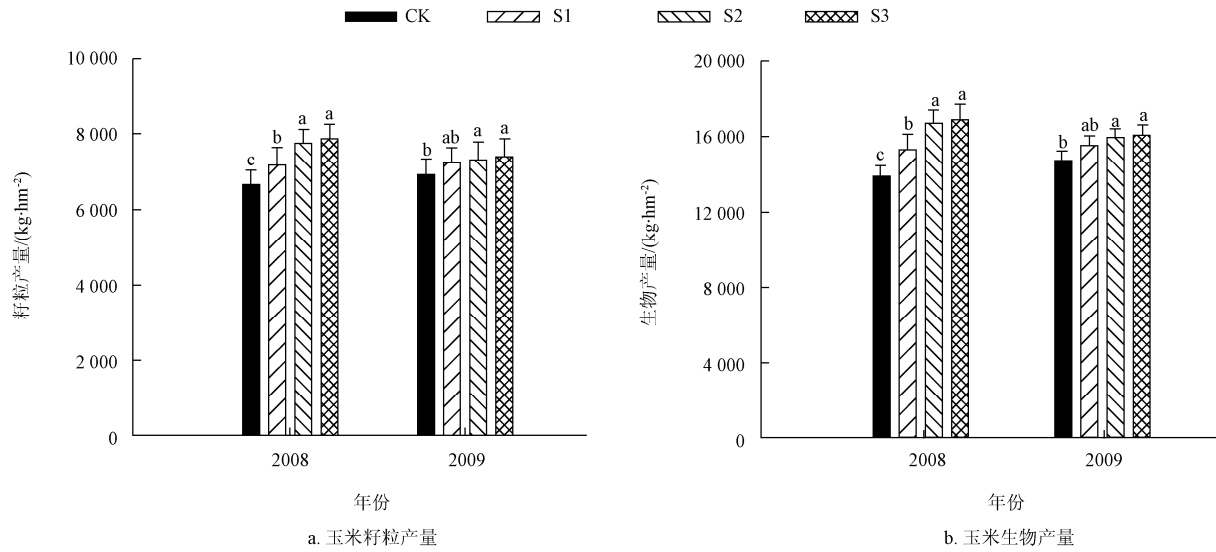 CK S1 S2 S3
10 000
8 000
6 000
4 000
2 000
0
籽粒产量/(kg·hm-2)
c b a a
b ab a a
2008 2009
年份
a. 玉米籽粒产量
20 000
16 000
12 000
8 000
4 000
0
生物产量/(kg·hm-2)
c b a a
b ab a a
2008 2009
年份
b. 玉米生物产量